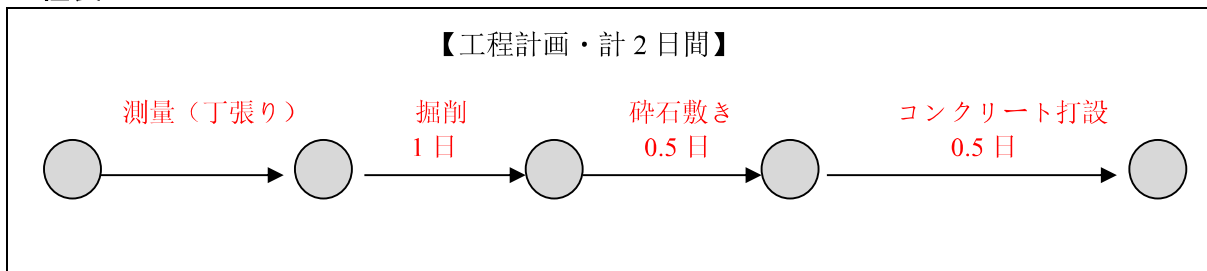 【工程計画・計2日間】
測量（丁張り）
掘削
1日
砕石敷き
0.5日
コンクリート打設
0.5日